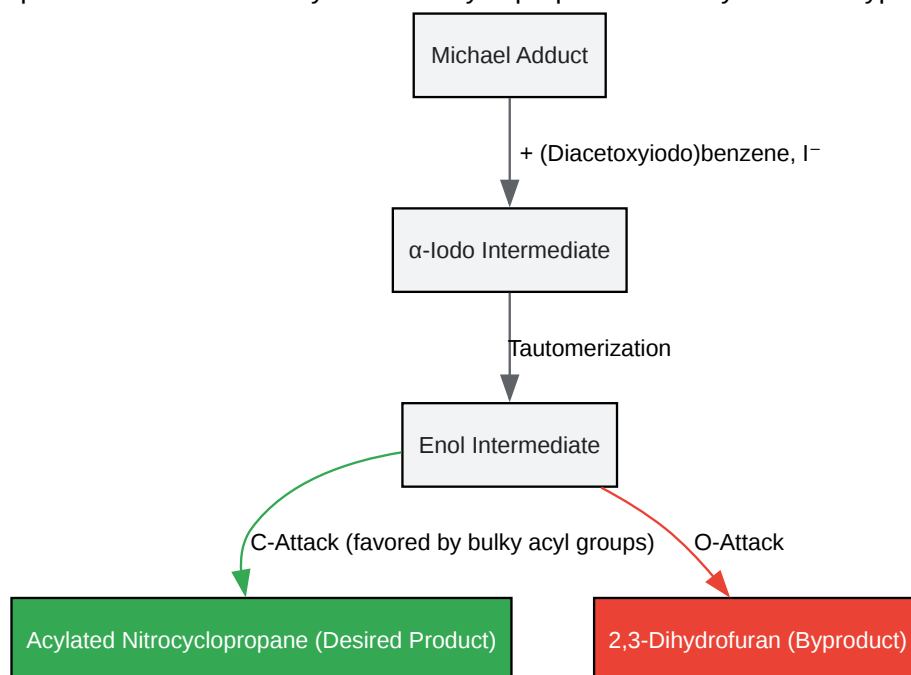 Michael Adduct
+ (Diacetoxyiodo)benzene, I⁻
α-Iodo Intermediate
Tautomerization
Enol Intermediate
C-Attack (favored by bulky acyl groups)
O-Attack
Acylated Nitrocyclopropane (Desired Product)
2,3-Dihydrofuran (Byproduct)